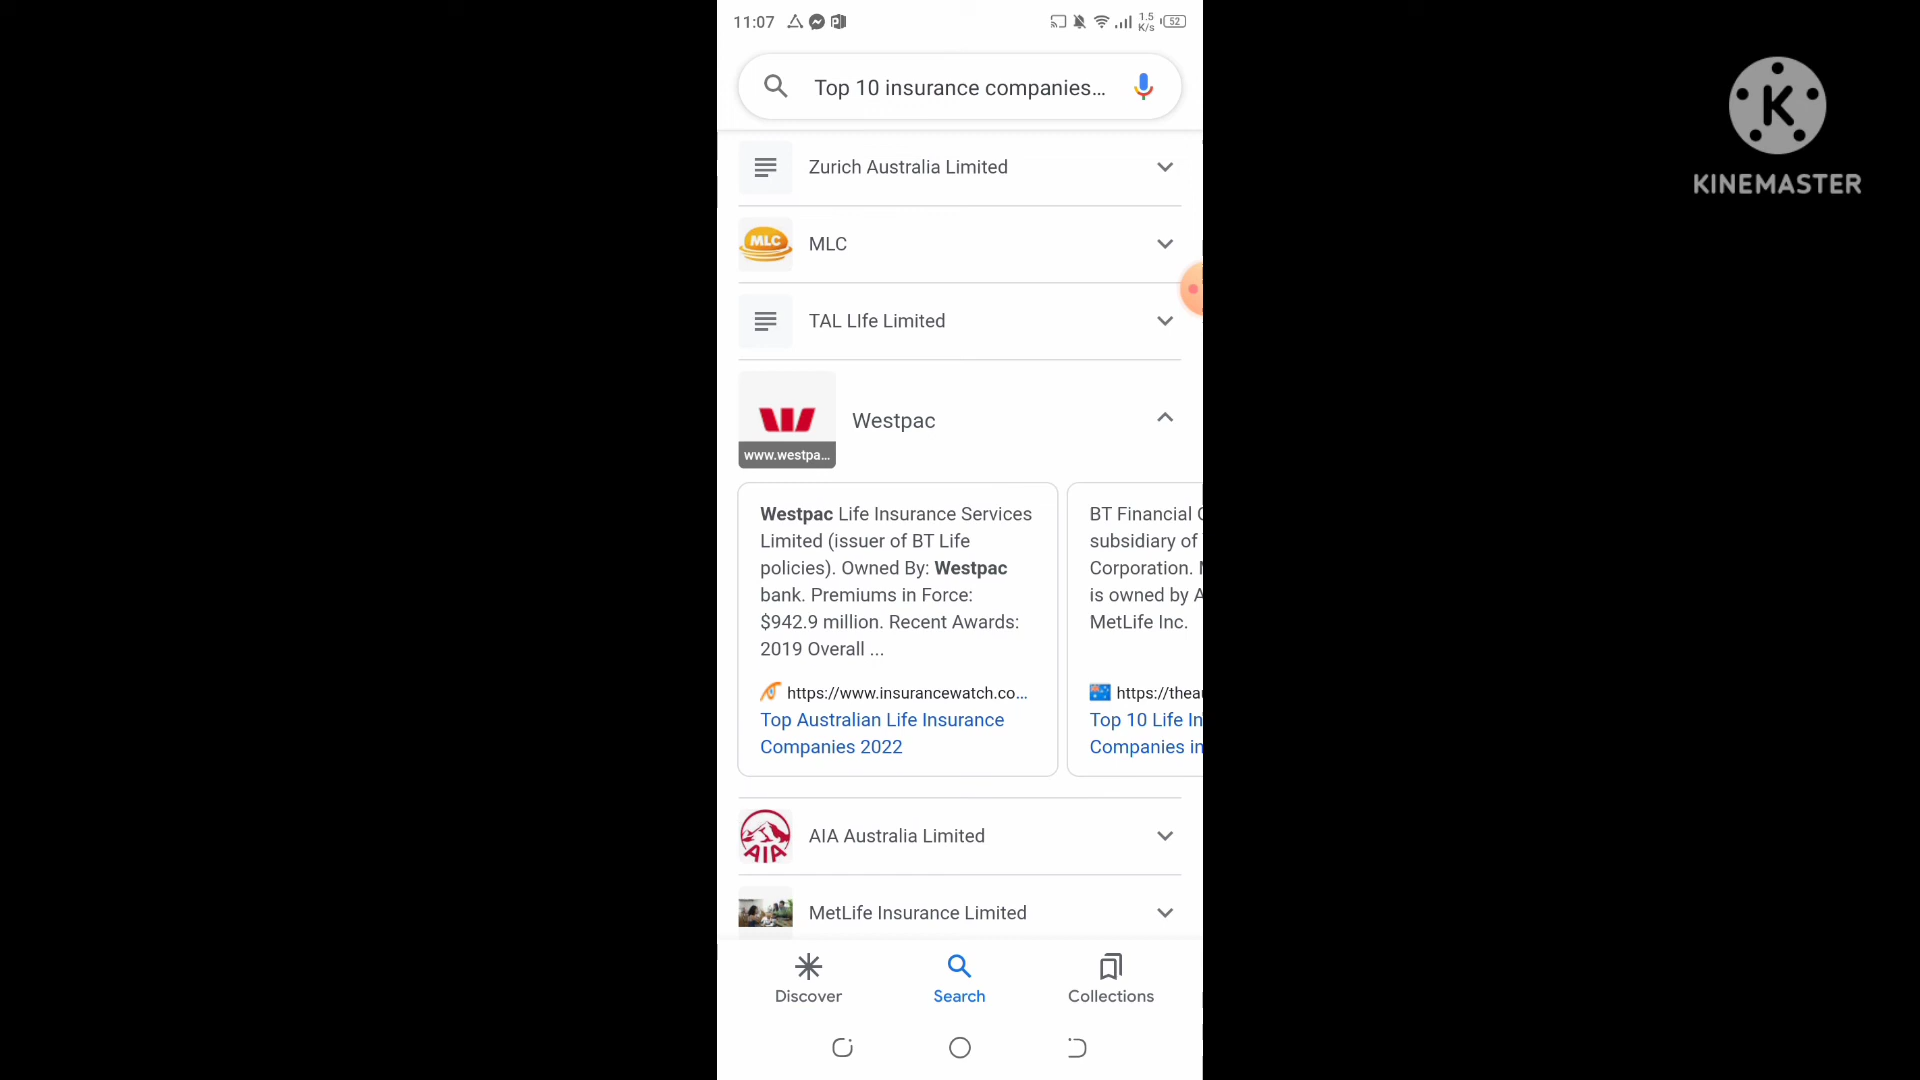 11:07
1.5
K/s
52
Top 10 insurance companies...
K
KINEMASTER
Zurich Australia Limited
MLC
MLC
TAL LIfe Limited
Westpac
www.westpa...
Westpac Life Insurance Services
Limited (issuer of BT Life
policies). Owned By: Westpac
bank. Premiums in Force:
$942.9 million. Recent Awards:
2019 Overall ...
https://www.insurancewatch.co...
Top Australian Life Insurance
Companies 2022
BT Financial
subsidiary of
Corporation.
is owned by
MetLife Inc.
https://theau
Top 10 Life In
Companies in
AIA
AIA Australia Limited
MetLife Insurance Limited
Discover
Search
Collections